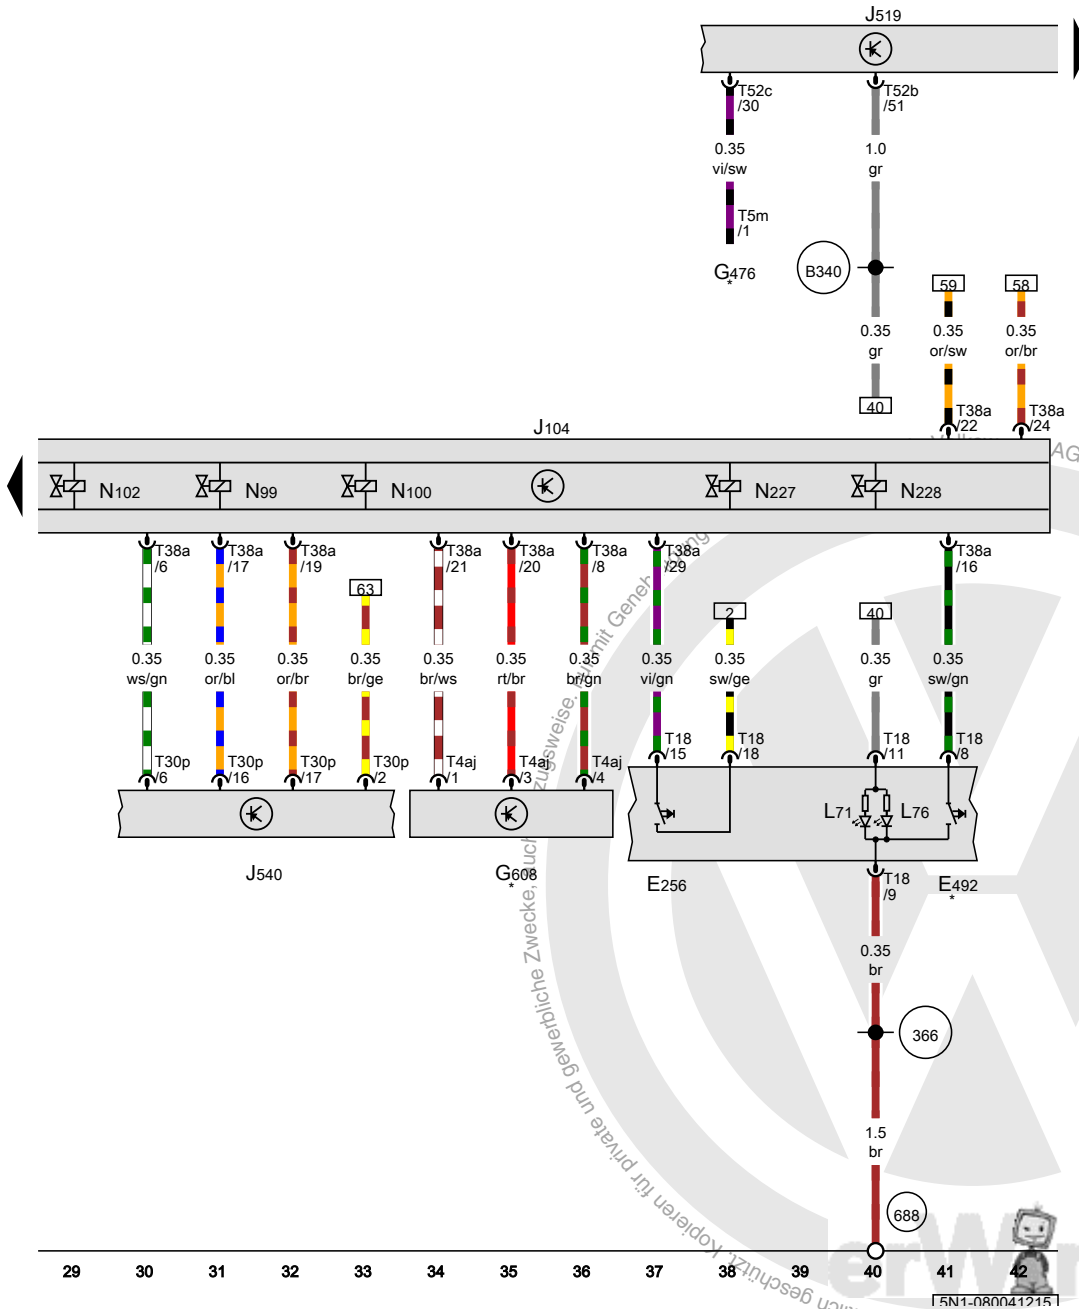 J519
T52c
/30
T52b
/51
0.35
vi/sw
1.0
gr
T5m
/1
G476
*
B340
59
58
0.35
gr
0.35
or/sw
0.35
or/br
40
T38a
/22
T38a
/24
J104
AG
N102
N99
N100
N227
N228
T38a
/6
T38a
/17
T38a
/19
T38a
/21
T38a
/20
T38a
/8
T38a
/29
T38a
/16
63
2
40
0.35
ws/gn
0.35
or/bl
0.35
or/br
0.35
br/ge
0.35
br/ws
0.35
rt/br
0.35
br/gn
0.35
vi/gn
0.35
sw/ge
0.35
gr
0.35
sw/gn
T30p
/6
T30p
/16
T30p
/17
T30p
/2
T4aj
/1
T4aj
/3
T4aj
/4
T18
/15
T18
/18
T18
/11
T18
/8
L71
L76
J540
G608
*
E256
E492
*
T18
/9
0.35
br
366
1.5
br
688
29 30 31 32 33 34 35 36 37 38 39 40 41 42
5N1-080041215
zugsweise,
Zwecke,
und gewerbliche
Kopieren für private
geschützt.
erWin